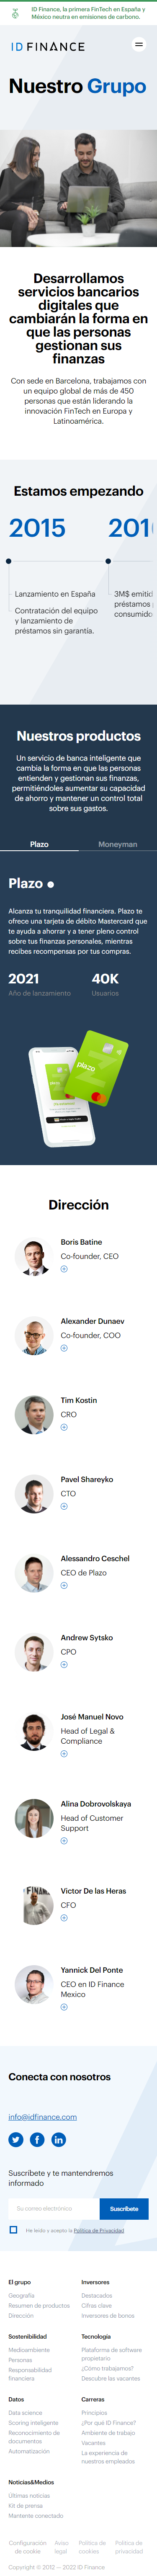 ID Finance, la primera FinTech en España y
México neutra en emisiones de carbono.
ID FINANCE
Nuestro Grupo
Desarrollamos
servicios bancarios
digitales que
cambiarán la forma en
que las personas
gestionan sus
finanzas
Con sede en Barcelona, trabajamos con
un equipo global de más de 450
personas que están liderando la
innovación FinTech en Europa y
Latinoamérica.
Estamos empezando
2015
Lanzamiento en España
Contratación del equipo
y lanzamiento de
préstamos sin garantía.
201
3M$ emitid
préstamos
consumido
Nuestros productos
Un servicio de banca inteligente que
cambia la forma en que las personas
entienden y gestionan sus finanzas,
permitiéndoles aumentar su capacidad
de ahorro y mantener un control total
sobre sus gastos.
Plazo
Moneyman
Plazo
Alcanza tu tranquilidad financiera. Plazo te
ofrece una tarjeta de débito Mastercard que
te ayuda a ahorrar y a tener pleno control
sobre tus finanzas personales, mientras
recibes recompensas por tus compras.
2021
Año de lanzamiento
40K
Usuarios
plazo
Dirección
Boris Batine
Co-founder, CEO
Alexander Dunaev
Co-founder, COO
Tim Kostin
CRO
Pavel Shareyko
CTO
Alessandro Ceschel
CEO de Plazo
Andrew Sytsko
CPO
José Manuel Novo
Head of Legal &
Compliance
Alina Dobrovolskaya
Head of Customer
Support
Víctor De las Heras
CFO
Yannick Del Ponte
CEO en ID Finance
Mexico
Conecta con nosotros
info@idfinance.com
Suscríbete y te mantendremos
informado
Su correo electrónico
Suscríbete
He leído y acepto la Política de Privacidad
El grupo
Geografía
Resumen de productos
Dirección
Inversores
Destacados
Cifras clave
Inversores de bonos
Sostenibilidad
Medioambiente
Personas
Responsabilidad
financiera
Tecnología
Plataforma de software
propietario
¿Cómo trabajamos?
Descubre las vacantes
Datos
Data science
Scoring inteligente
Reconocimiento de
documentos
Automatización
Carreras
Principios
¿Por qué ID Finance?
Ambiente de trabajo
Vacantes
La experiencia de
nuestros empleados
Noticias&Medios
Ultimas noticias
Kit de prensa
Mantente conectado
Configuración
de cookie
Aviso
legal
Política de
cookies
Política de
privacidad
Copyright © 2012 — 2022 ID Finance